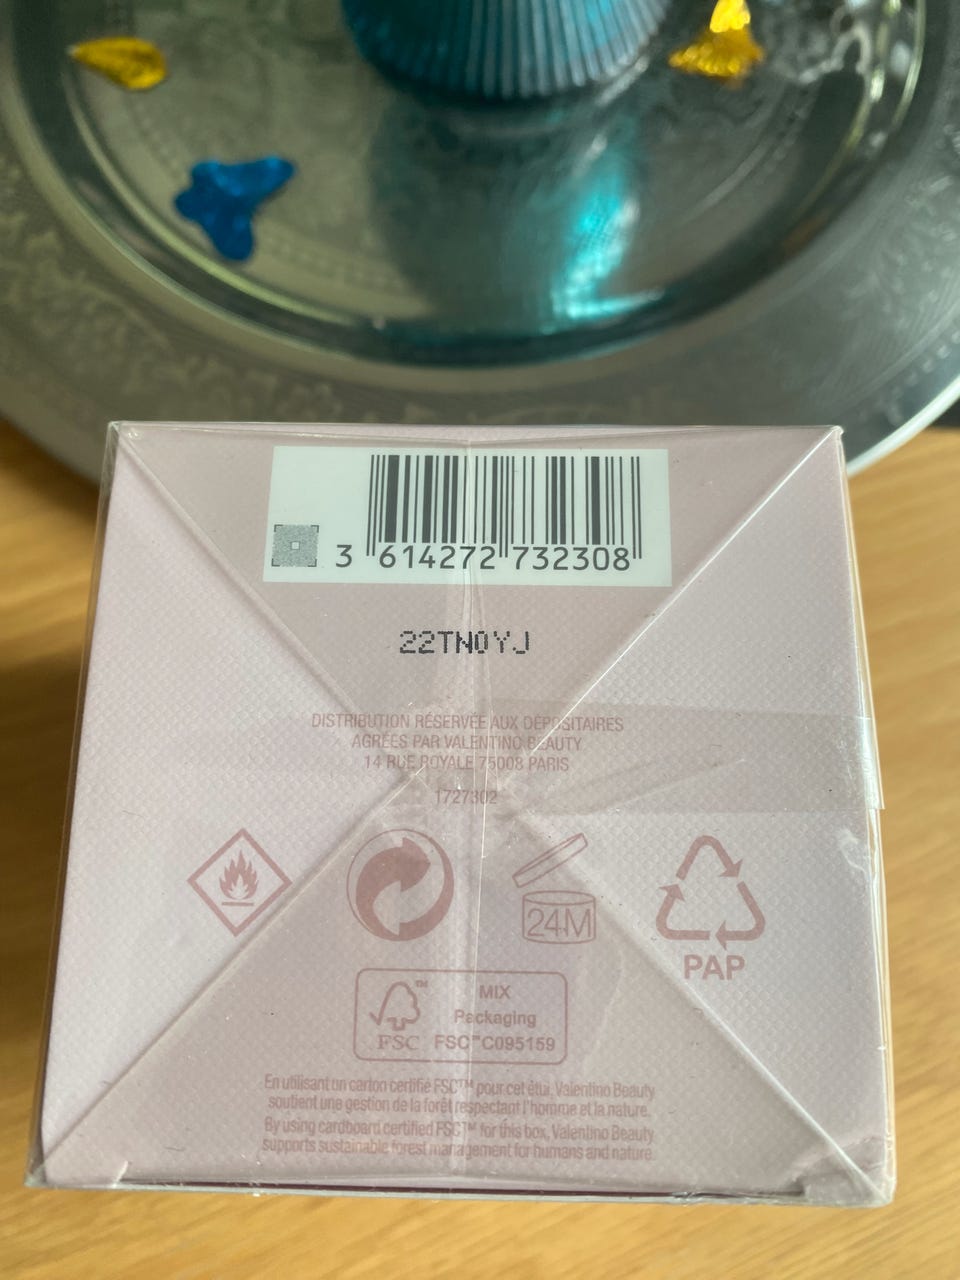 3 614272 732308
22TN0YJ
DISTRIBUTION RÉSERVÉE AUX DÉPOSITAIRES
AGRÉÉS PAR VALENTINO BEAUTY
14 RUE ROYALE 75008 PARIS
1727302
24M
PAP
FSC™
MIX
Packaging
FSC™ C095159
En utilisant un carton certifié FSC™ pour cet étui, Valentino Beauty
soutient une gestion de la forêt respectant l'homme et la nature.
By using cardboard certified FSC™ for this box, Valentino Beauty
supports sustainable forest management for humans and nature.